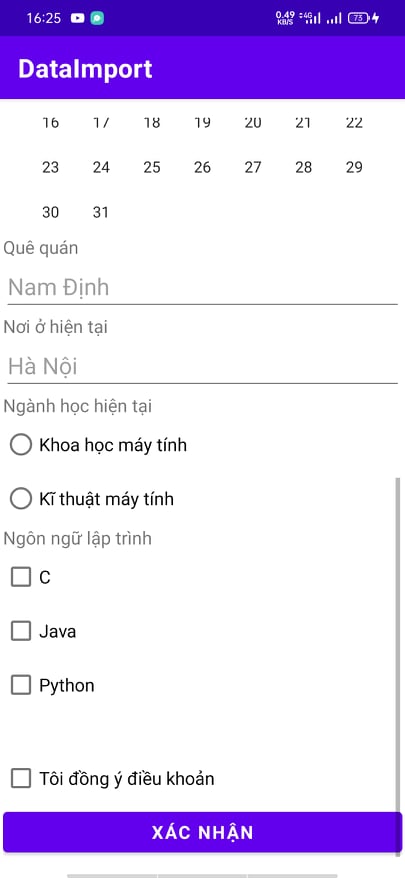 16:25 0.49 KB/S 4G 73
DataImport
16 17 18 19 20 21 22
23 24 25 26 27 28 29
30 31
Quê quán
Nam Định
Nơi ở hiện tại
Hà Nội
Ngành học hiện tại
Khoa học máy tính
Kĩ thuật máy tính
Ngôn ngữ lập trình
C
Java
Python
Tôi đồng ý điều khoản
XÁC NHẬN